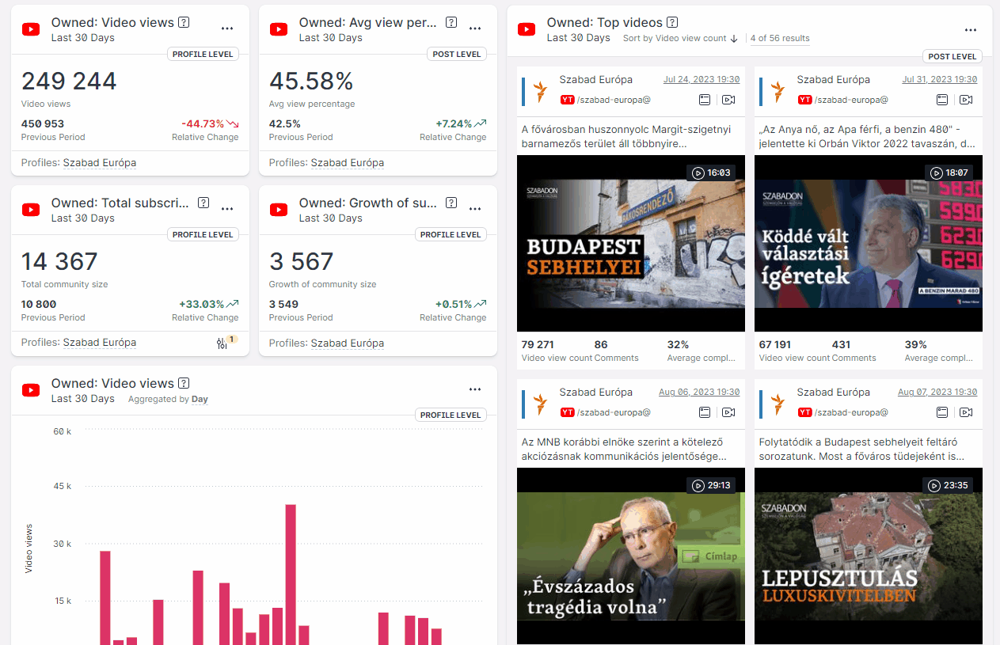 Owned: Video views ?
Last 30 Days
PROFILE LEVEL
249 244
Video views
450 953
-44.73%
Previous Period
Relative Change
Profiles: Szabad Európa
Owned: Avg view per... ?
Last 30 Days
POST LEVEL
45.58%
Avg view percentage
42.5%
+7.24%
Previous Period
Relative Change
Profiles: Szabad Európa
Owned: Total subscri... ?
Last 30 Days
PROFILE LEVEL
14 367
Total community size
10 800
+33.03%
Previous Period
Relative Change
Profiles: Szabad Európa
1
Owned: Growth of su... ?
Last 30 Days
PROFILE LEVEL
3 567
Growth of community size
3 549
+0.51%
Previous Period
Relative Change
Profiles: Szabad Európa
Owned: Video views ?
Last 30 Days Aggregated by Day
PROFILE LEVEL
60 k
45 k
30 k
15 k
Video views
Owned: Top videos ?
Last 30 Days Sort by Video view count 4 of 56 results
POST LEVEL
Szabad Európa Jul 24, 2023 19:30
YT /szabad-europa@
A fővárosban huszonnyolc Margit-szigetnyi
barnamezős terület áll többnyire...
16:03
SZABADON
RÁKOSRENDEZŐ
BUDAPEST
SEBHELYEI
79 271 86 32%
Video view count Comments Average compl...
Szabad Európa Jul 31, 2023 19:30
YT /szabad-europa@
„Az Anya nő, az Apa férfi, a benzin 480" -
jelentette ki Orbán Viktor 2022 tavaszán, d...
18:07
SZABADON
SZEMBEJÖN A VALÓSÁG
Köddé vált
választási
ígéretek
A BENZIN MARAD 480
Orbán Viktor
67 191 431 39%
Video view count Comments Average compl...
Szabad Európa Aug 06, 2023 19:30
YT /szabad-europa@
Az MNB korábbi elnöke szerint a kötelező
akciózásnak kommunikációs jelentősége...
29:13
Címlap
„Évszázados
tragédia volna”
Szabad Európa Aug 07, 2023 19:30
YT /szabad-europa@
Folytatódik a Budapest sebhelyeit feltáró
sorozatunk. Most a főváros tüdejeként is...
23:35
SZABADON
SZEMBEJÖN A VALÓSÁG
LEPUSZTULÁS
LUXUSKIVITELBEN